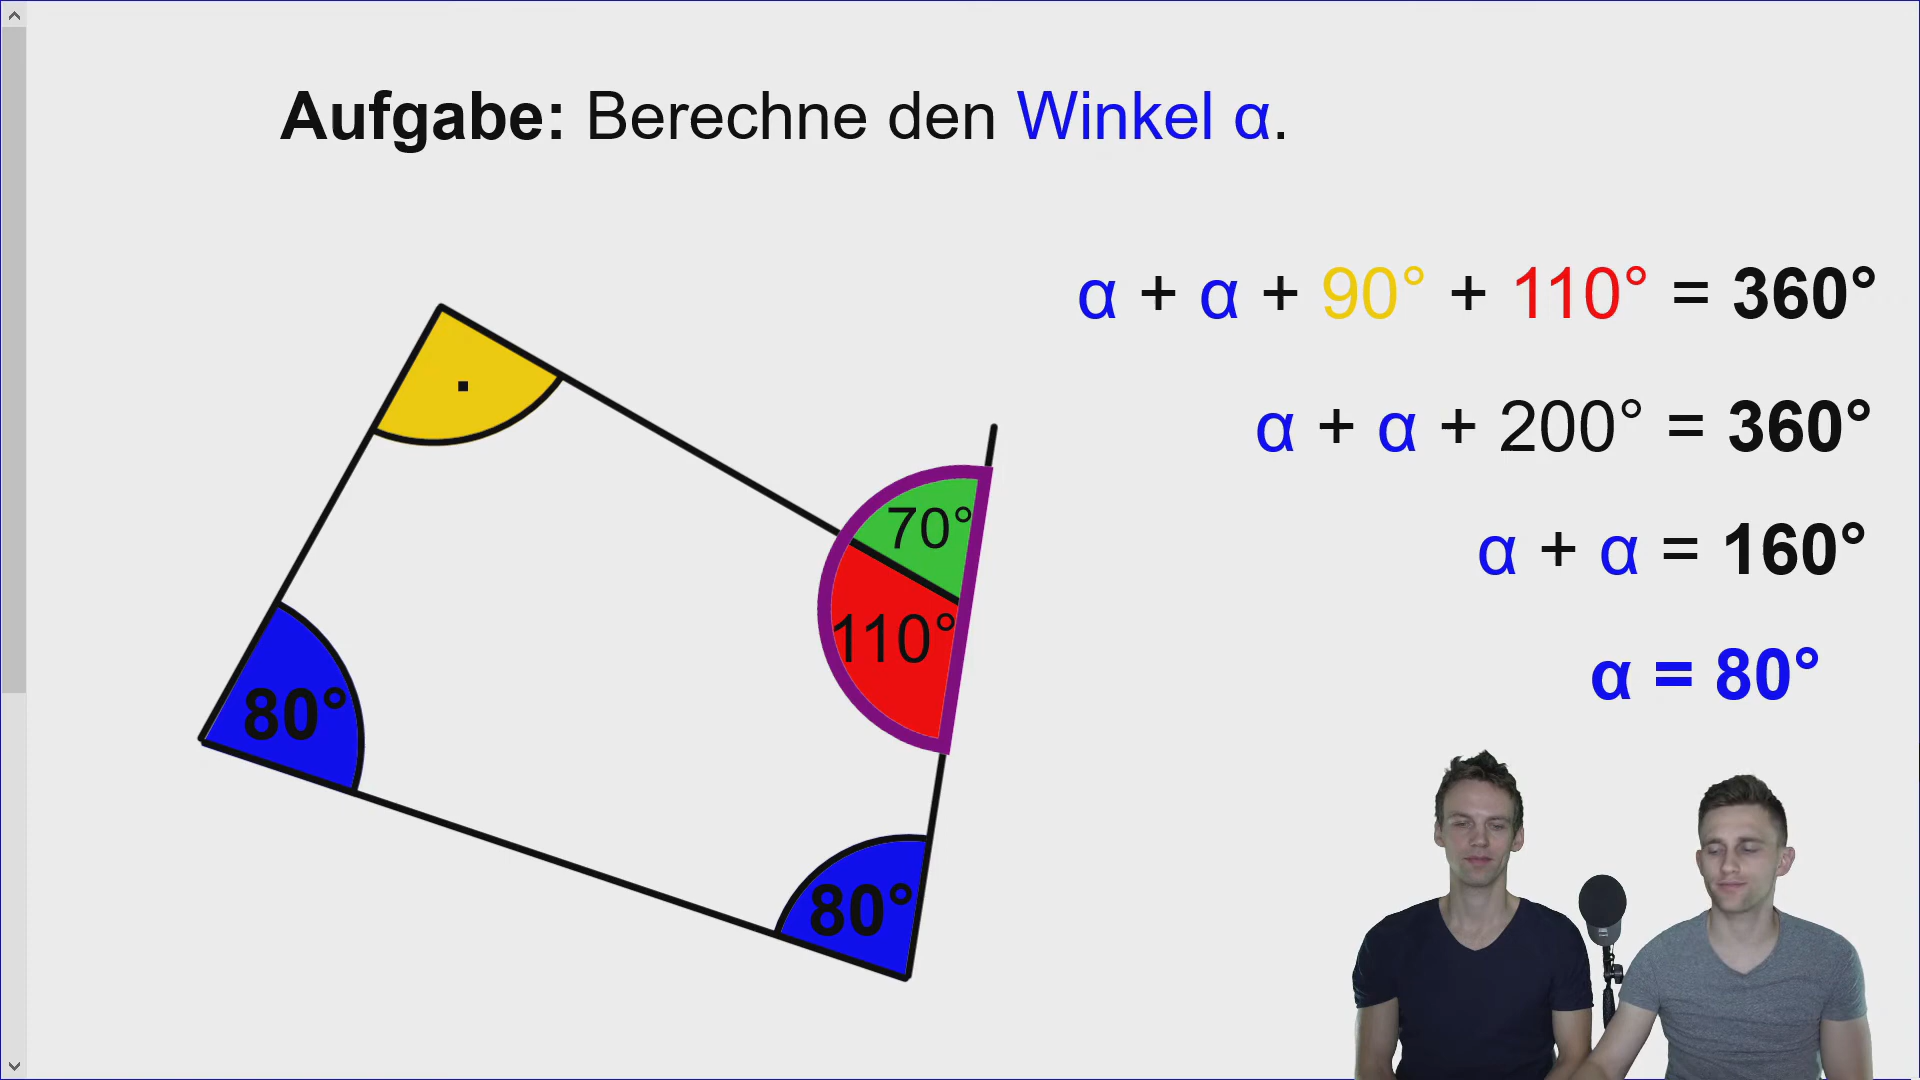 Aufgabe: Berechne den Winkel α.
α + α + 90° + 110° = 360°
α + α + 200° = 360°
α + α = 160°
α = 80°
70°
110°
80°
80°